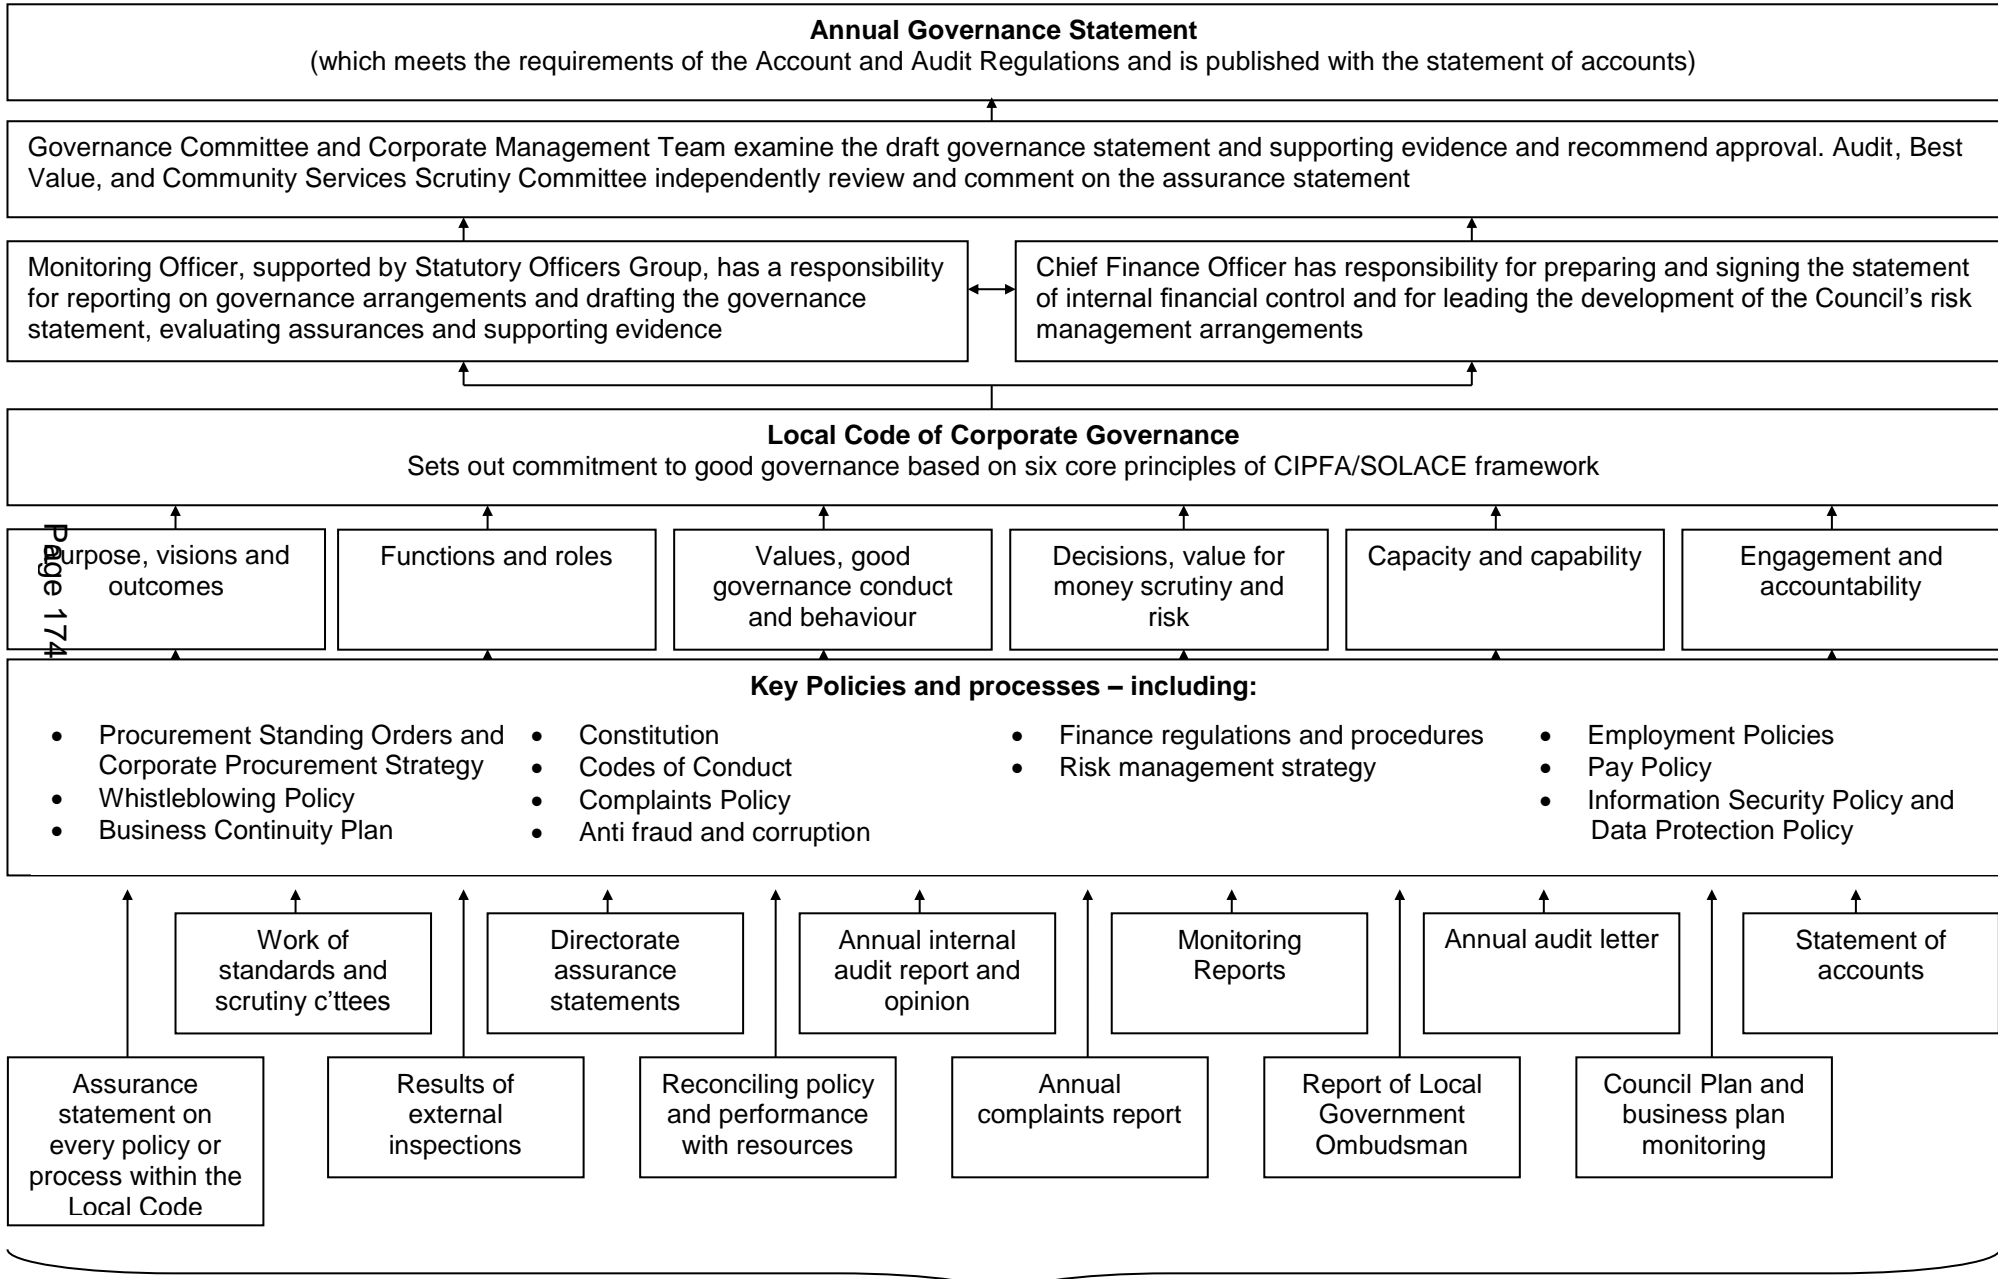 Annual Governance Statement
(which meets the requirements of the Account and Audit Regulations and is published with the statement of accounts)
Governance Committee and Corporate Management Team examine the draft governance statement and supporting evidence and recommend approval. Audit, Best
Value, and Community Services Scrutiny Committee independently review and comment on the assurance statement
Monitoring Officer, supported by Statutory Officers Group, has a responsibility
for reporting on governance arrangements and drafting the governance
statement, evaluating assurances and supporting evidence
Chief Finance Officer has responsibility for preparing and signing the statement
of internal financial control and for leading the development of the Council’s risk
management arrangements
Local Code of Corporate Governance
Sets out commitment to good governance based on six core principles of CIPFA/SOLACE framework
Page 174
Purpose, visions and
outcomes
Functions and roles
Values, good
governance conduct
and behaviour
Decisions, value for
money scrutiny and
risk
Capacity and capability
Engagement and
accountability
Key Policies and processes – including:
• Procurement Standing Orders and
Corporate Procurement Strategy
• Whistleblowing Policy
• Business Continuity Plan
• Constitution
• Codes of Conduct
• Complaints Policy
• Anti fraud and corruption
• Finance regulations and procedures
• Risk management strategy
• Employment Policies
• Pay Policy
• Information Security Policy and
Data Protection Policy
Work of
standards and
scrutiny c’ttees
Directorate
assurance
statements
Annual internal
audit report and
opinion
Monitoring
Reports
Annual audit letter
Statement of
accounts
Assurance
statement on
every policy or
process within the
Local Code
Results of
external
inspections
Reconciling policy
and performance
with resources
Annual
complaints report
Report of Local
Government
Ombudsman
Council Plan and
business plan
monitoring